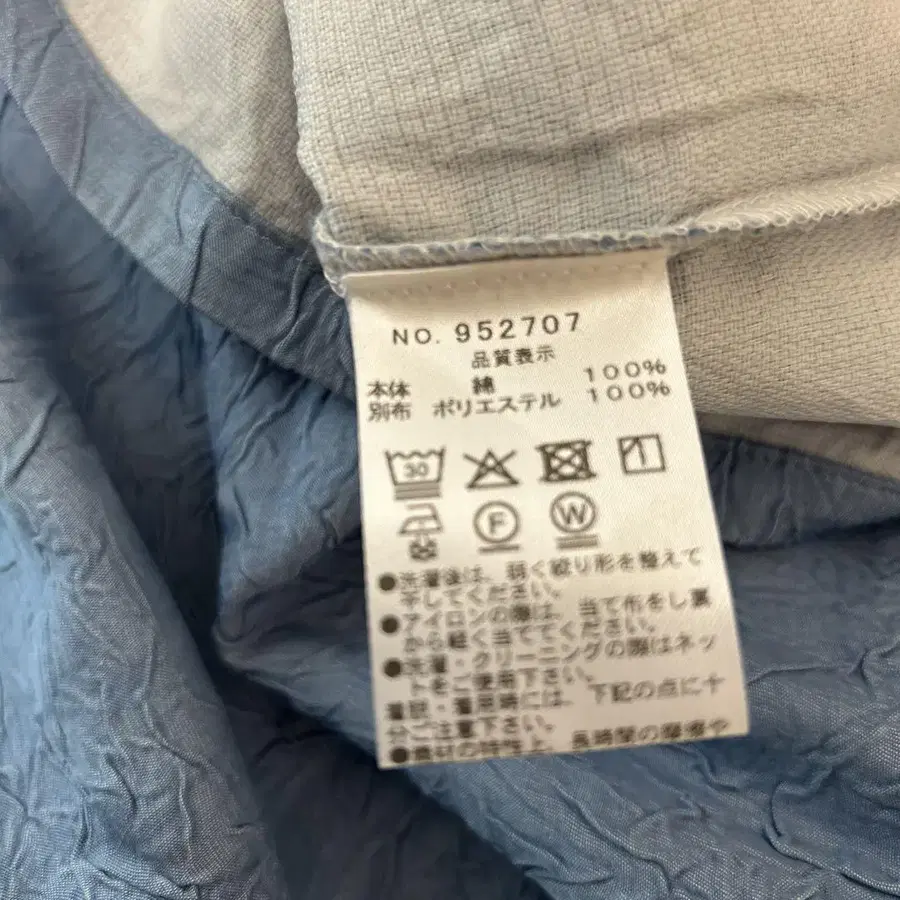 NO. 952707
品質表示
本体 綿 100%
別布 ポリエステル 100%
30
F W
●洗濯後は、弱く絞り形を整えて
干してください。
●アイロンの際は、当て布をし裏
から軽く当ててください。
●洗濯・クリーニングの際はネッ
トをご使用下さい。
着回・着用時には、下記の点に十
分ご注意下さい。
●素材の特性上、長時間の摩擦や